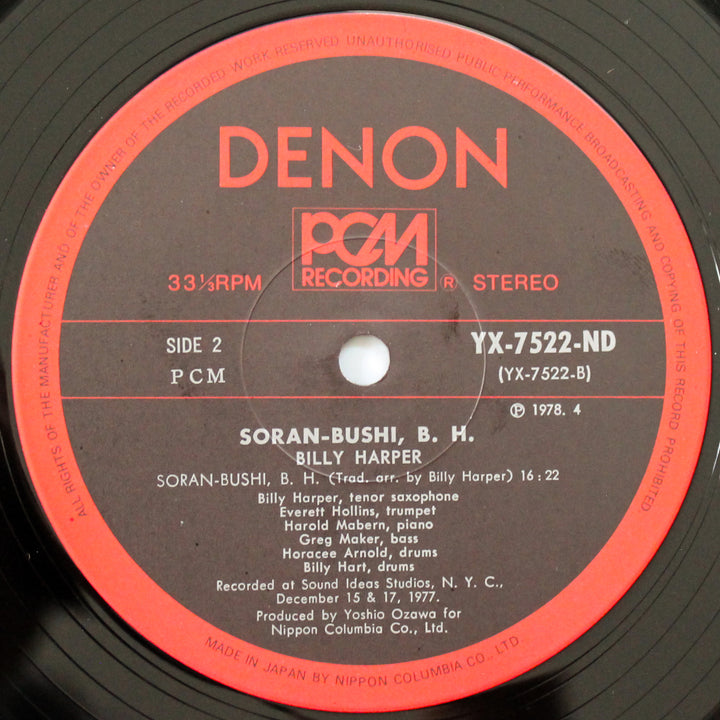 ALL RIGHTS OF THE MANUFACTURER AND OF THE OWNER OF THE RECORDED WORK RESERVED UNAUTHORISED PUBLIC PERFORMANCE BROADCASTING AND COPYING OF THIS RECORD PROHIBITED.
DENON
PCM
RECORDING ®
33⅓RPM STEREO
SIDE 2 YX-7522-ND
PCM (YX-7522-B)
℗ 1978. 4
SORAN-BUSHI, B. H.
BILLY HARPER
SORAN-BUSHI, B. H. (Trad. arr. by Billy Harper) 16:22
Billy Harper, tenor saxophone
Everett Hollins, trumpet
Harold Mabern, piano
Greg Maker, bass
Horacee Arnold, drums
Billy Hart, drums
Recorded at Sound Ideas Studios, N. Y. C.,
December 15 & 17, 1977.
Produced by Yoshio Ozawa for
Nippon Columbia Co., Ltd.
MADE IN JAPAN BY NIPPON COLUMBIA CO., LTD